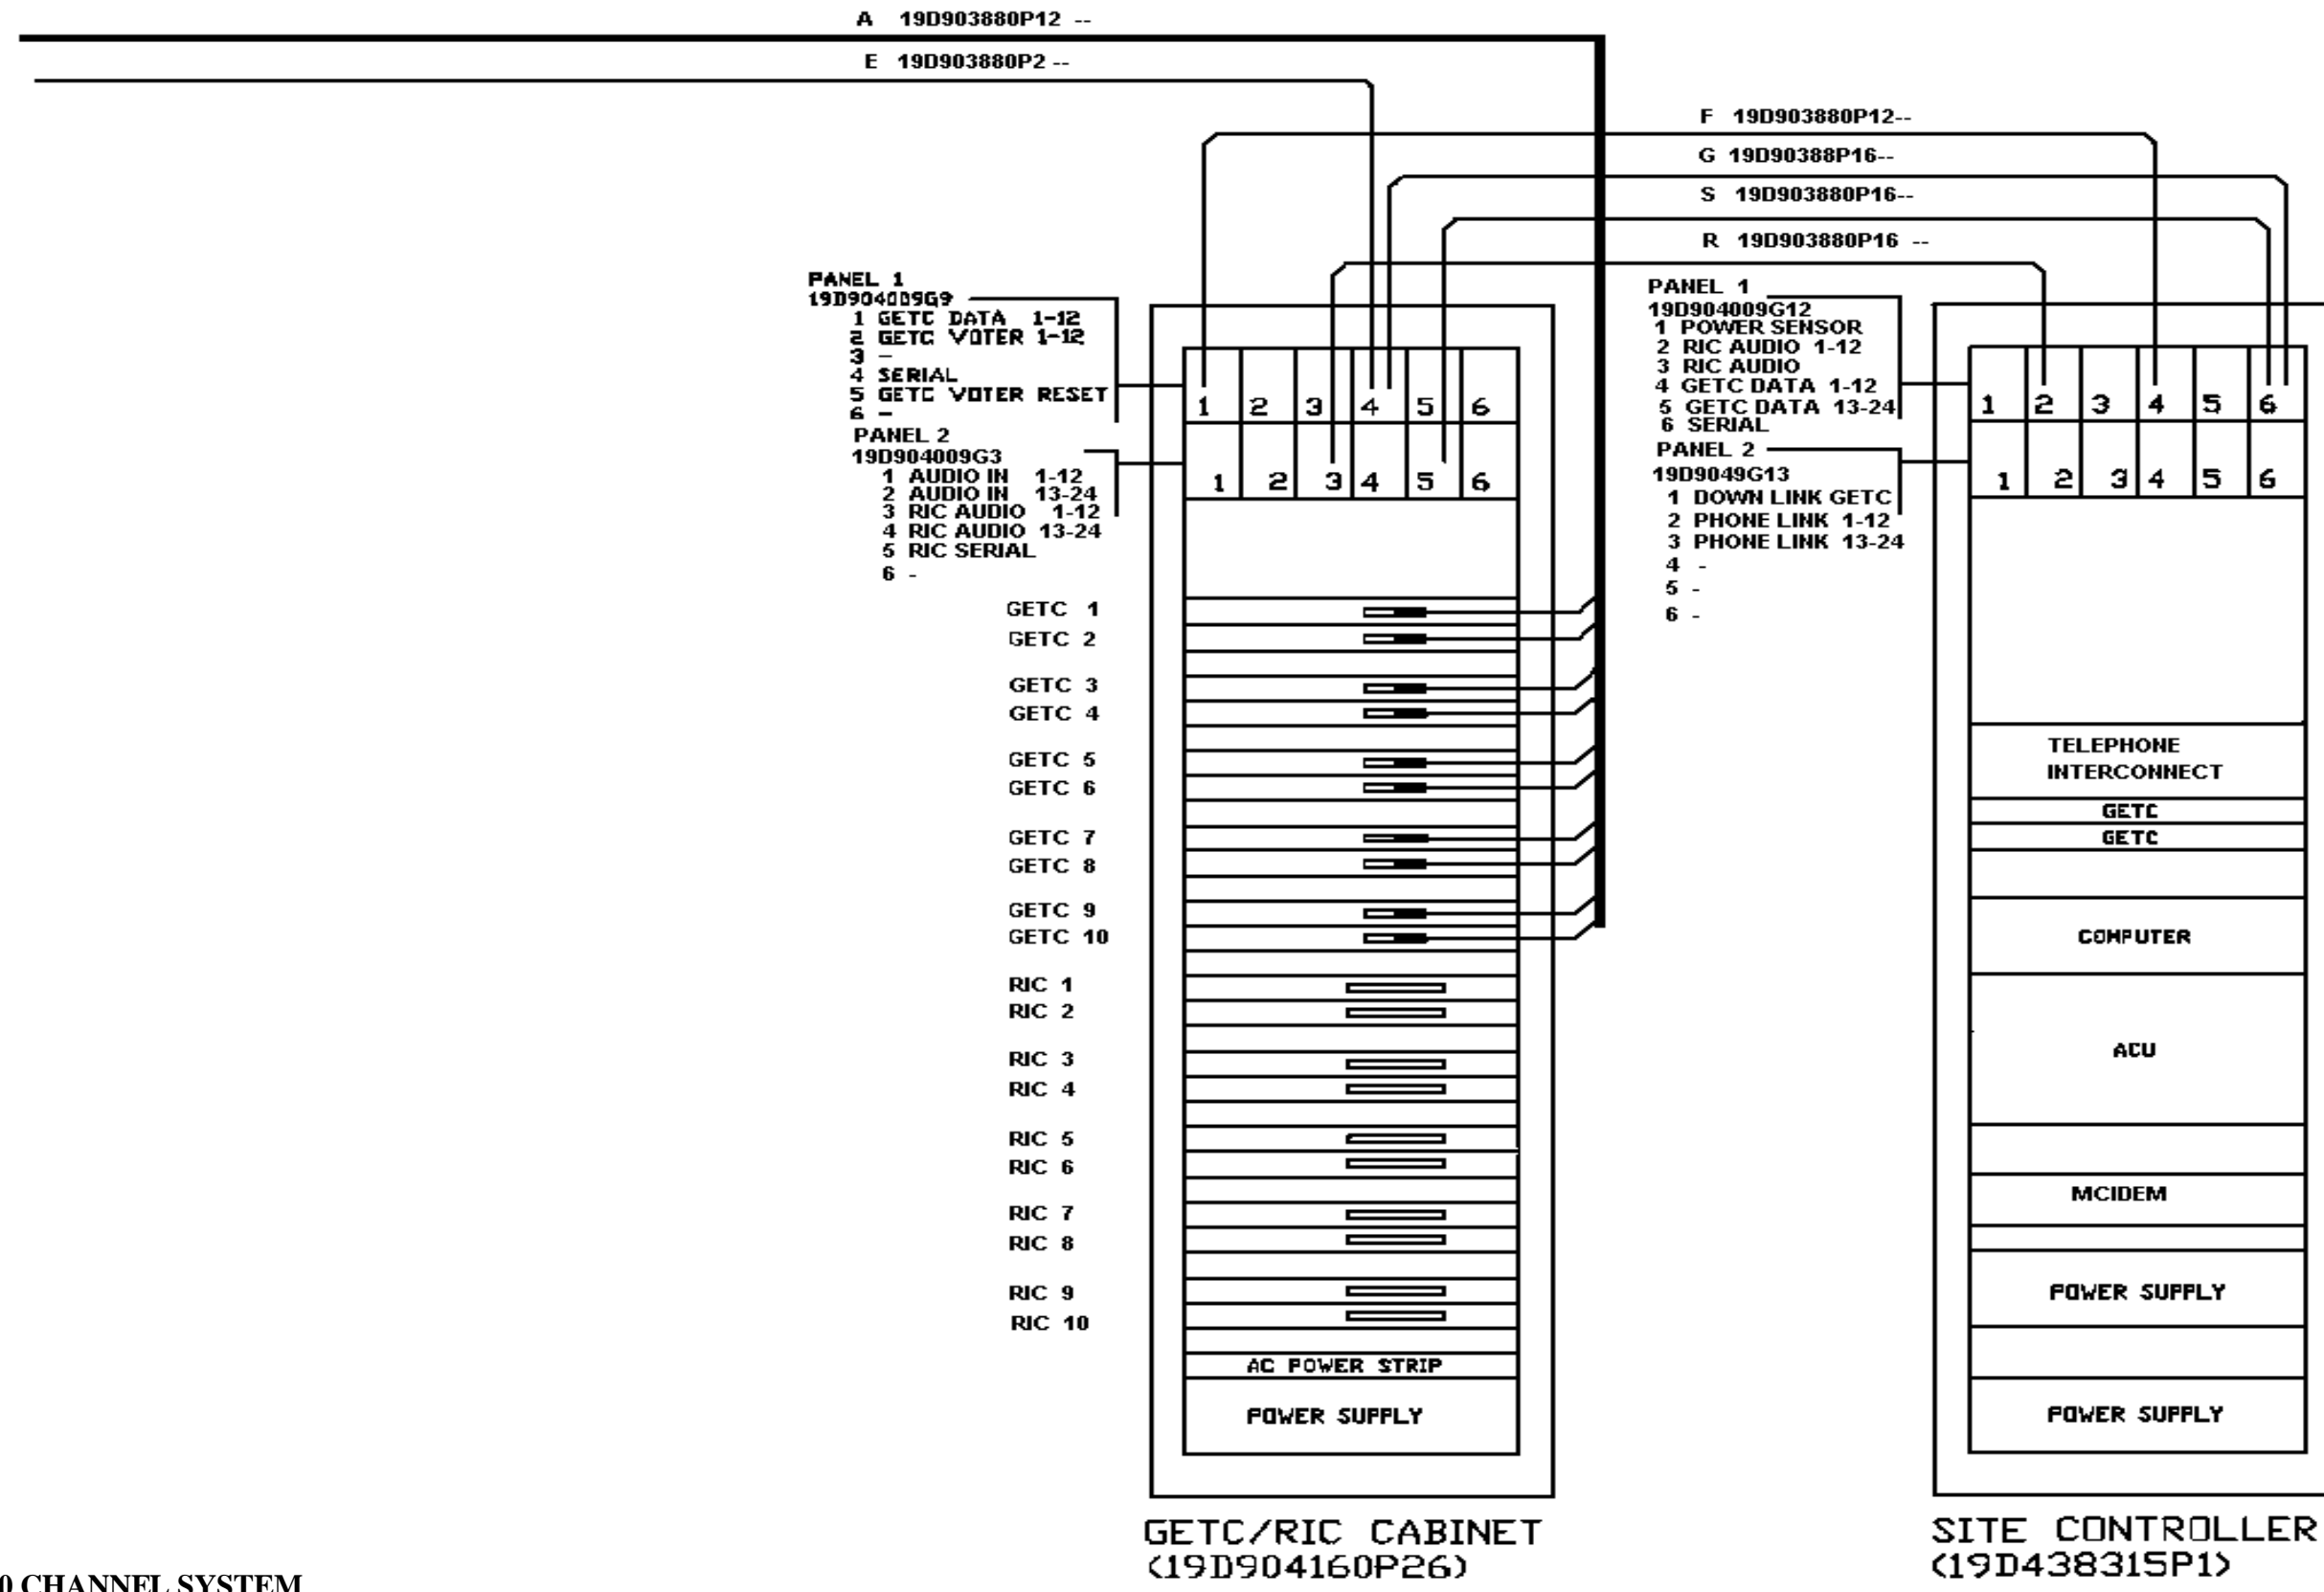 A 19D903880P12 --
E 19D903880P2 --
F 19D903880P12--
G 19D90388P16--
S 19D903880P16--
R 19D903880P16 --
PANEL 1
19D904009G9
1 GETC DATA 1-12
2 GETC VOTER 1-12
3 -
4 SERIAL
5 GETC VOTER RESET
6 -
PANEL 2
19D904009G3
1 AUDIO IN 1-12
2 AUDIO IN 13-24
3 RIC AUDIO 1-12
4 RIC AUDIO 13-24
5 RIC SERIAL
6 -
1 2 3 4 5 6
1 2 3 4 5 6
GETC 1
GETC 2
GETC 3
GETC 4
GETC 5
GETC 6
GETC 7
GETC 8
GETC 9
GETC 10
RIC 1
RIC 2
RIC 3
RIC 4
RIC 5
RIC 6
RIC 7
RIC 8
RIC 9
RIC 10
AC POWER STRIP
POWER SUPPLY
GETC/RIC CABINET
(19D904160P26)
PANEL 1
19D904009G12
1 POWER SENSOR
2 RIC AUDIO 1-12
3 RIC AUDIO
4 GETC DATA 1-12
5 GETC DATA 13-24
6 SERIAL
PANEL 2
19D9049G13
1 DOWN LINK GETC
2 PHONE LINK 1-12
3 PHONE LINK 13-24
4 -
5 -
6 -
1 2 3 4 5 6
1 2 3 4 5 6
TELEPHONE
INTERCONNECT
GETC
GETC
COMPUTER
ACU
MCIDEM
POWER SUPPLY
POWER SUPPLY
SITE CONTROLLER
(19D438315P1)
0 CHANNEL SYSTEM